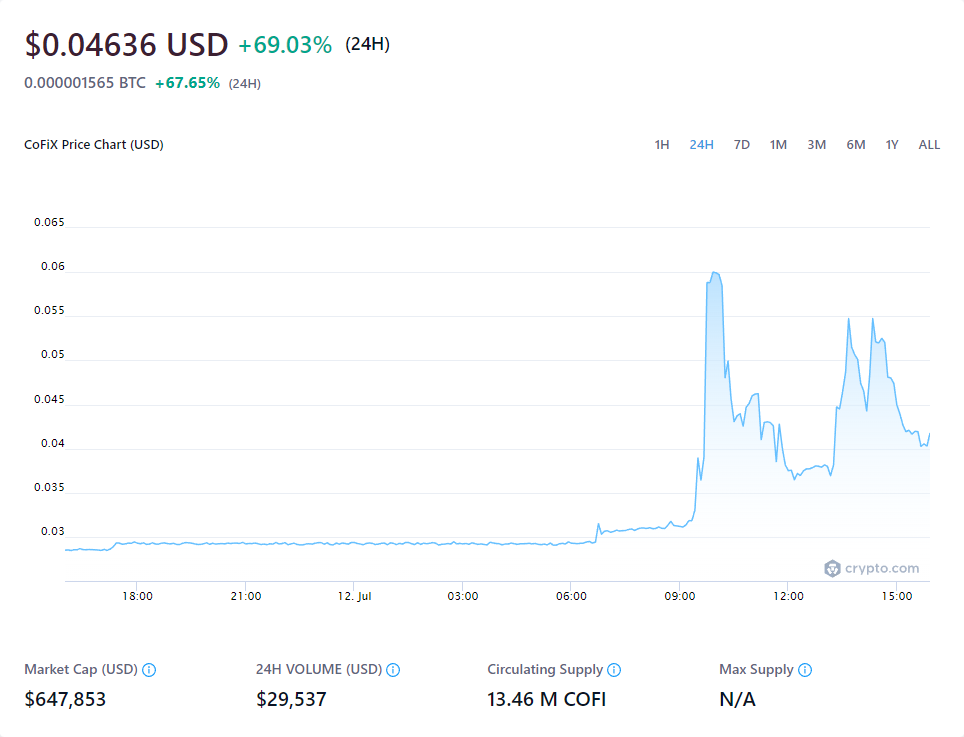 $0.04636 USD +69.03% (24H)
0.000001565 BTC +67.65% (24H)
CoFiX Price Chart (USD) 1H 24H 7D 1M 3M 6M 1Y ALL
0.065
0.06
0.055
0.05
0.045
0.04
0.035
0.03
crypto.com
18:00 21:00 12. Jul 03:00 06:00 09:00 12:00 15:00
Market Cap (USD) 24H VOLUME (USD) Circulating Supply Max Supply
$647,853 $29,537 13.46 M COFI N/A